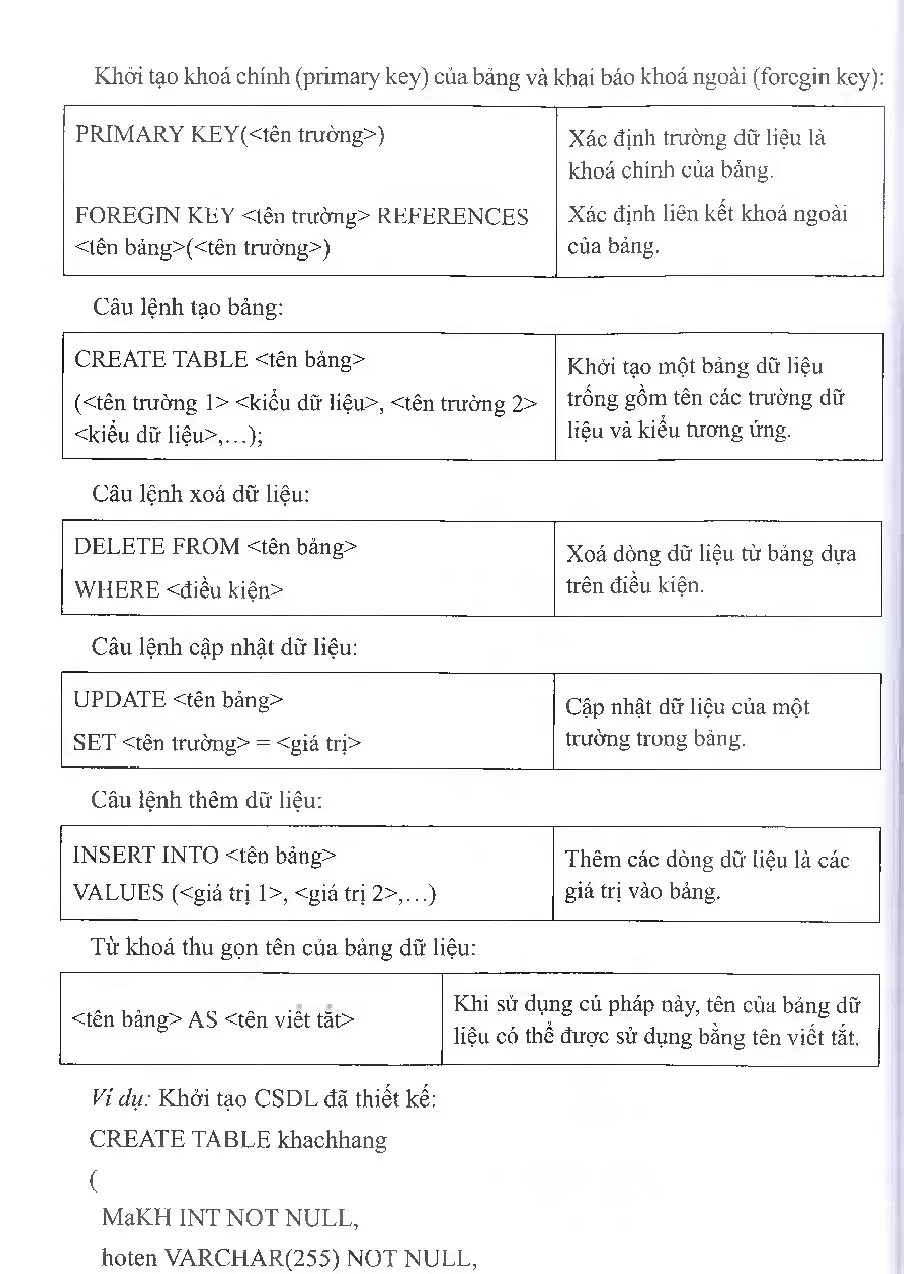 Khởi tạo khoá chính (primary key) của bảng và khai báo khoá ngoài (foregin key):
PRIMARY KEY(<tên trường>)
Xác định trường dữ liệu là
khoá chính của bảng.
FOREGIN KEY <tên trường> REFERENCES
<tên bảng>(<tên trường>)
Xác định liên kết khoá ngoài
của bảng.
Câu lệnh tạo bảng:
CREATE TABLE <tên bảng>
(<tên trường 1> <kiểu dữ liệu>, <tên trường 2>
<kiểu dữ liệu>,...);
Khởi tạo một bảng dữ liệu
trống gồm tên các trường dữ
liệu và kiểu tương ứng.
Câu lệnh xoá dữ liệu:
DELETE FROM <tên bảng>
WHERE <điều kiện>
Xoá dòng dữ liệu từ bảng dựa
trên điều kiện.
Câu lệnh cập nhật dữ liệu:
UPDATE <tên bảng>
SET <tên trường> = <giá trị>
Cập nhật dữ liệu của một
trường trong bảng.
Câu lệnh thêm dữ liệu:
INSERT INTO <tên bảng>
VALUES (<giá trị 1>, <giá trị 2>,...)
Thêm các dòng dữ liệu là các
giá trị vào bảng.
Từ khoá thu gọn tên của bảng dữ liệu:
<tên bảng> AS <tên viết tắt>
Khi sử dụng cú pháp này, tên của bảng dữ
liệu có thể được sử dụng bằng tên viết tắt.
Ví dụ: Khởi tạo CSDL đã thiết kế:
CREATE TABLE khachhang
(
MaKH INT NOT NULL,
hoten VARCHAR(255) NOT NULL,